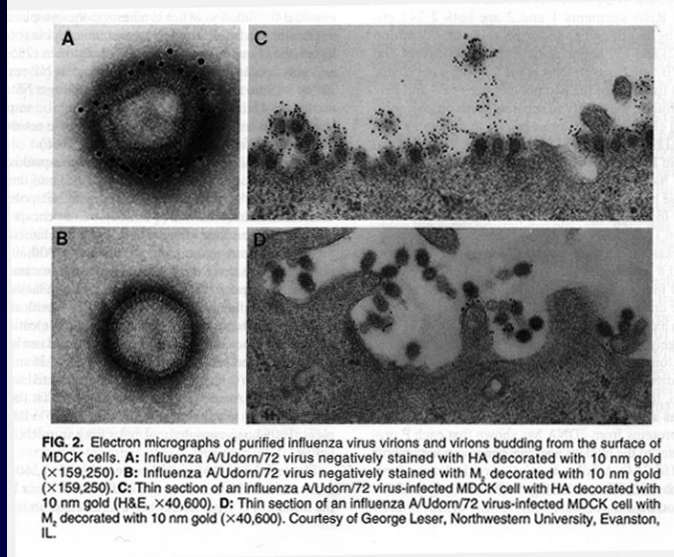 A
C
B
D
FIG. 2. Electron micrographs of purified influenza virus virions and virions budding from the surface of
MDCK cells. A: Influenza A/Udorn/72 virus negatively stained with HA decorated with 10 nm gold
(×159,250). B: Influenza A/Udorn/72 virus negatively stained with M₂ decorated with 10 nm gold
(×159,250). C: Thin section of an influenza A/Udorn/72 virus-infected MDCK cell with HA decorated with
10 nm gold (H&E, ×40,600). D: Thin section of an influenza A/Udorn/72 virus-infected MDCK cell with
M₂ decorated with 10 nm gold (×40,600). Courtesy of George Leser, Northwestern University, Evanston,
IL.